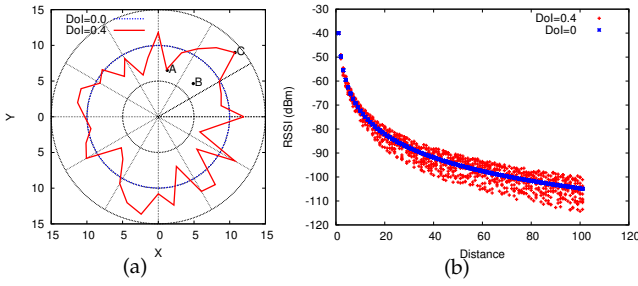 DoI=0.0
DoI=0.4
15
10
5
0
5
10
15
Y
A
B
C
15 10 5 0 5 10 15
X
(a)
DoI=0.4
DoI=0
-30
-40
-50
-60
-70
-80
-90
-100
-110
-120
RSSI (dBm)
0 20 40 60 80 100 120
Distance
(b)